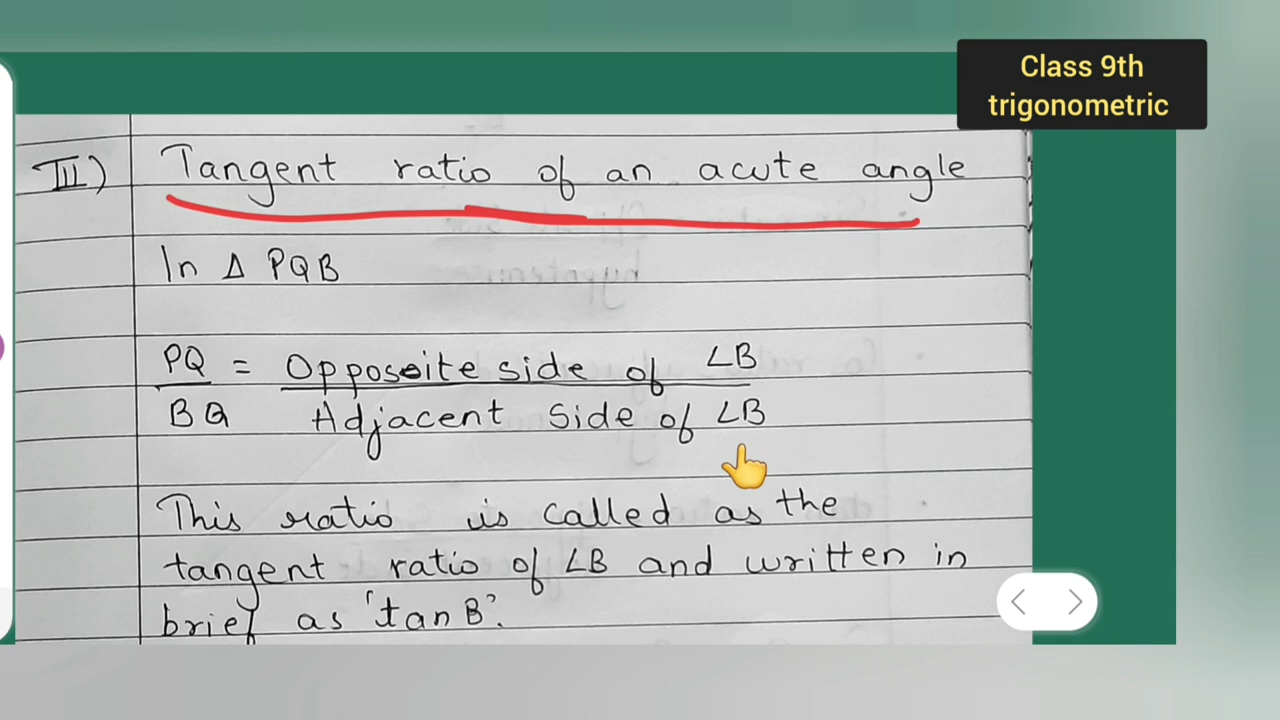 Class 9th
trigonometric
III) Tangent ratio of an acute angle
In Δ PQB
PQ = Opposite side of ∠B
BQ Adjacent Side of ∠B
This ratio is called as the
tangent ratio of ∠B and written in
brief as 'tan B'.